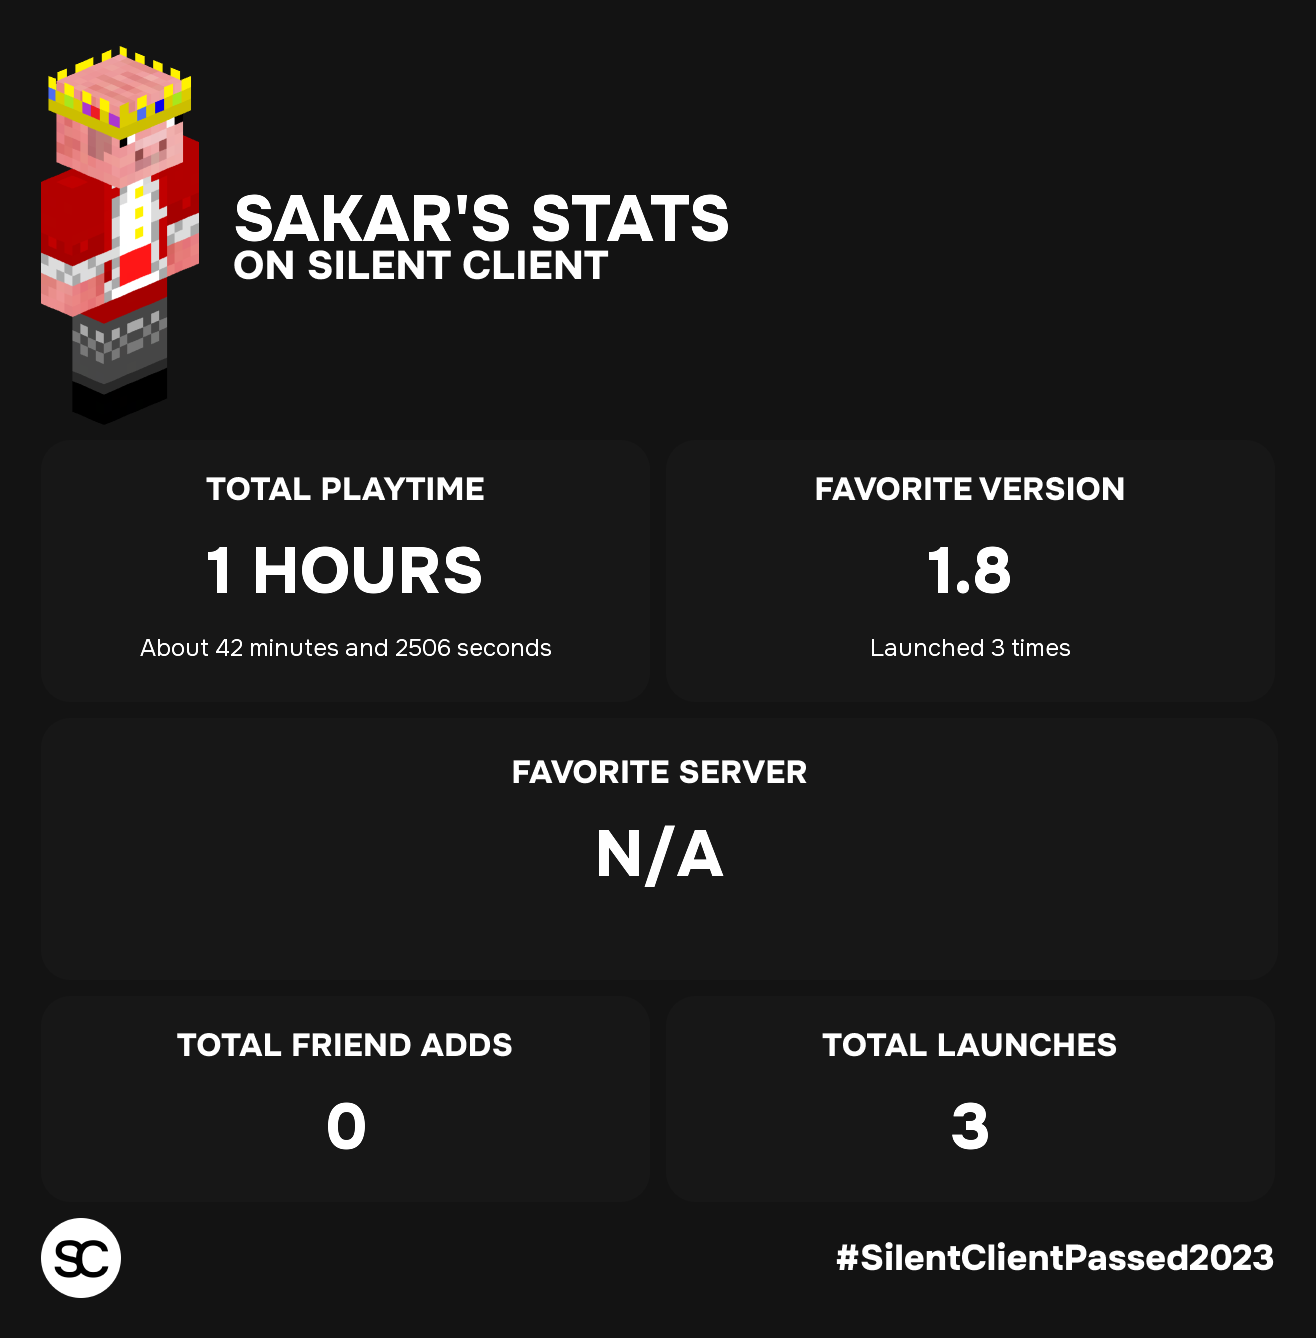 SAKAR'S STATS
ON SILENT CLIENT
TOTAL PLAYTIME
1 HOURS
About 42 minutes and 2506 seconds
FAVORITE VERSION
1.8
Launched 3 times
FAVORITE SERVER
N/A
TOTAL FRIEND ADDS
0
TOTAL LAUNCHES
3
SC
#SilentClientPassed2023